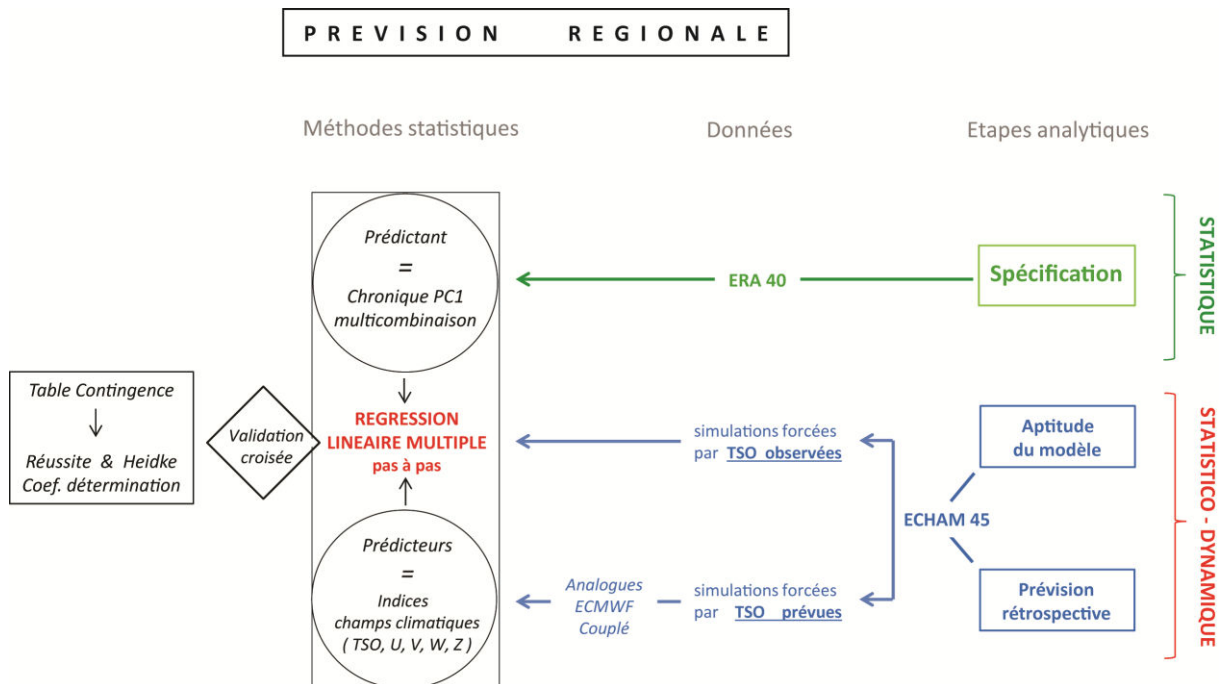 PREVISION REGIONALE
Méthodes statistiques
Données
Etapes analytiques
Prédictant
=
Chronique PC1
multicombinaison
ERA 40
Spécification
STATISTIQUE
Table Contingence
Réussite & Heidke
Coef. détermination
Validation
croisée
REGRESSION
LINEAIRE MULTIPLE
pas à pas
simulations forcées
par TSO observées
Aptitude
du modèle
ECHAM 45
STATISTICO - DYNAMIQUE
Prédicteurs
=
Indices
champs climatiques
( TSO, U, V, W, Z )
Analogues
ECMWF
Couplé
simulations forcées
par TSO prévues
Prévision
rétrospective